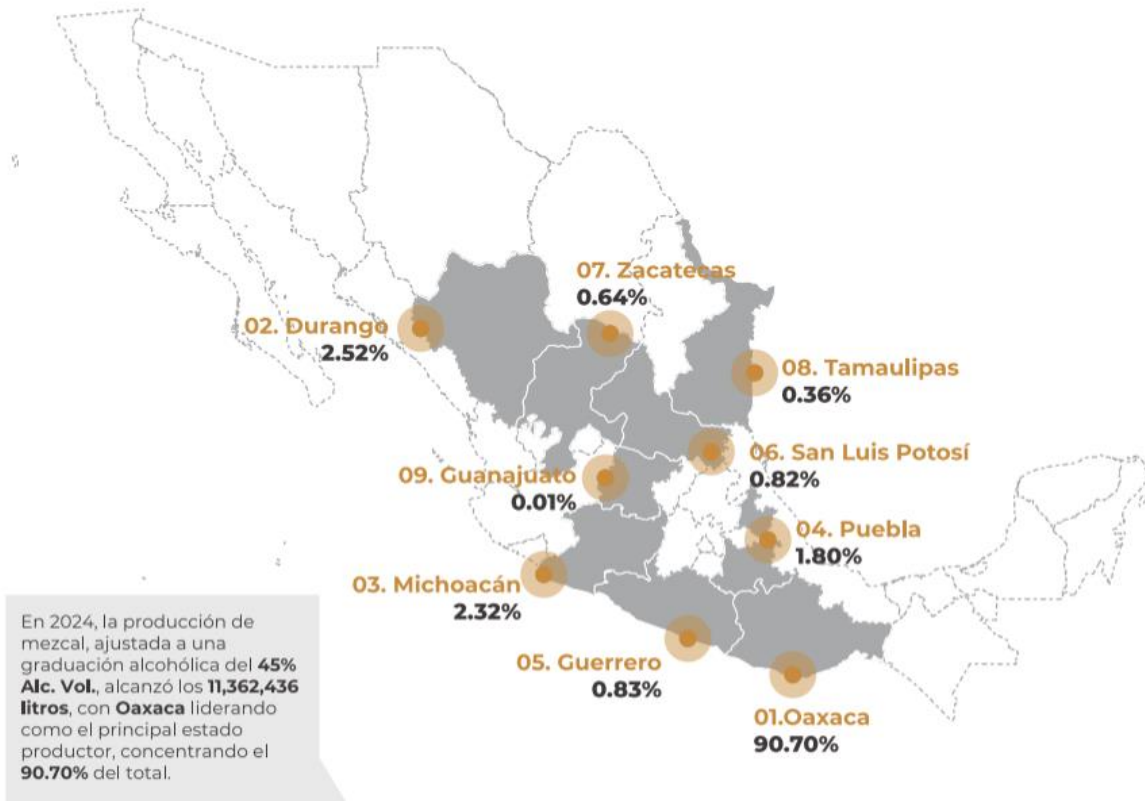 07. Zacatecas
0.64%
02. Durango
2.52%
08. Tamaulipas
0.36%
06. San Luis Potosí
0.82%
09. Guanajuato
0.01%
04. Puebla
1.80%
03. Michoacán
2.32%
05. Guerrero
0.83%
01.Oaxaca
90.70%
En 2024, la producción de
mezcal, ajustada a una
graduación alcohólica del 45%
Alc. Vol., alcanzó los 11,362,436
litros, con Oaxaca liderando
como el principal estado
productor, concentrando el
90.70% del total.